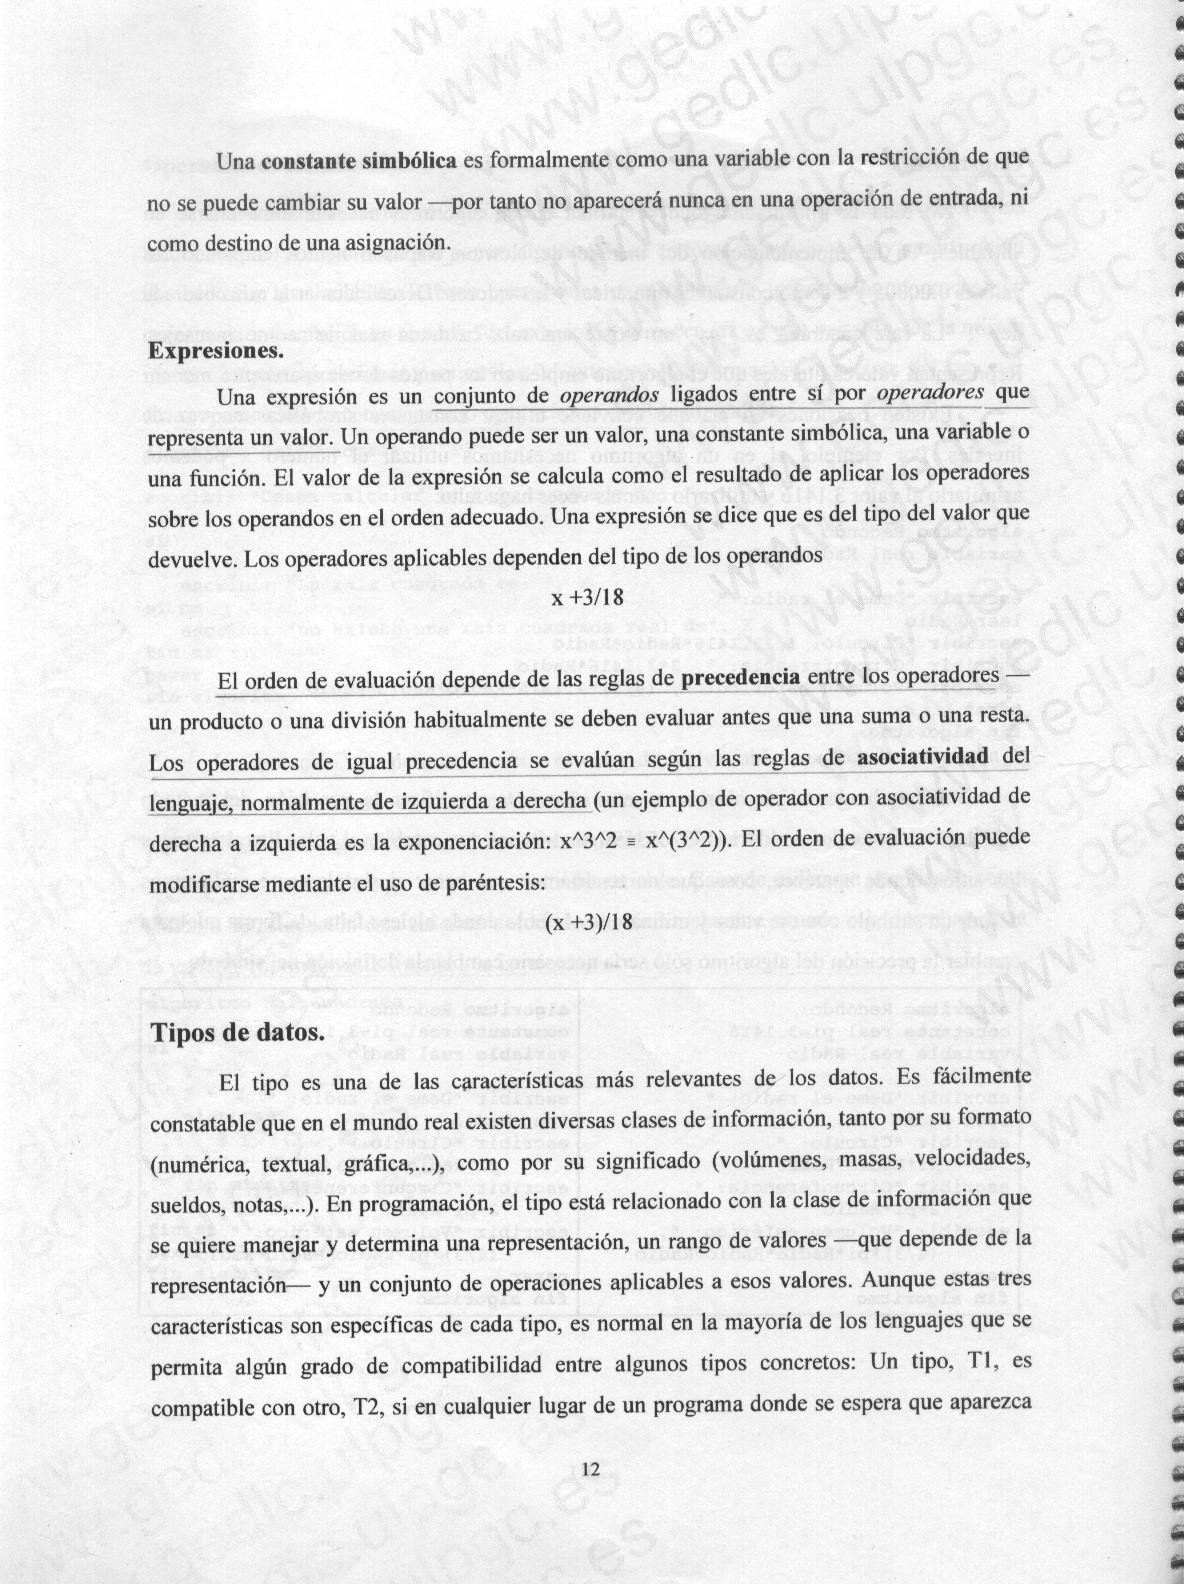 Una constante simbólica es formalmente como una variable con la restricción de que
no se puede cambiar su valor —por tanto no aparecerá nunca en una operación de entrada, ni
como destino de una asignación.
Expresiones.
Una expresión es un conjunto de operandos ligados entre sí por operadores que
representa un valor. Un operando puede ser un valor, una constante simbólica, una variable o
una función. El valor de la expresión se calcula como el resultado de aplicar los operadores
sobre los operandos en el orden adecuado. Una expresión se dice que es del tipo del valor que
devuelve. Los operadores aplicables dependen del tipo de los operandos
x +3/18
El orden de evaluación depende de las reglas de precedencia entre los operadores —
un producto o una división habitualmente se deben evaluar antes que una suma o una resta.
Los operadores de igual precedencia se evalúan según las reglas de asociatividad del
lenguaje, normalmente de izquierda a derecha (un ejemplo de operador con asociatividad de
derecha a izquierda es la exponenciación: x^3^2 ≡ x^(3^2)). El orden de evaluación puede
modificarse mediante el uso de paréntesis:
(x +3)/18
Tipos de datos.
El tipo es una de las características más relevantes de los datos. Es fácilmente
constatable que en el mundo real existen diversas clases de información, tanto por su formato
(numérica, textual, gráfica,...), como por su significado (volúmenes, masas, velocidades,
sueldos, notas,...). En programación, el tipo está relacionado con la clase de información que
se quiere manejar y determina una representación, un rango de valores —que depende de la
representación— y un conjunto de operaciones aplicables a esos valores. Aunque estas tres
características son específicas de cada tipo, es normal en la mayoría de los lenguajes que se
permita algún grado de compatibilidad entre algunos tipos concretos: Un tipo, T1, es
compatible con otro, T2, si en cualquier lugar de un programa donde se espera que aparezca
12
www.gedlc.ulpgc.es